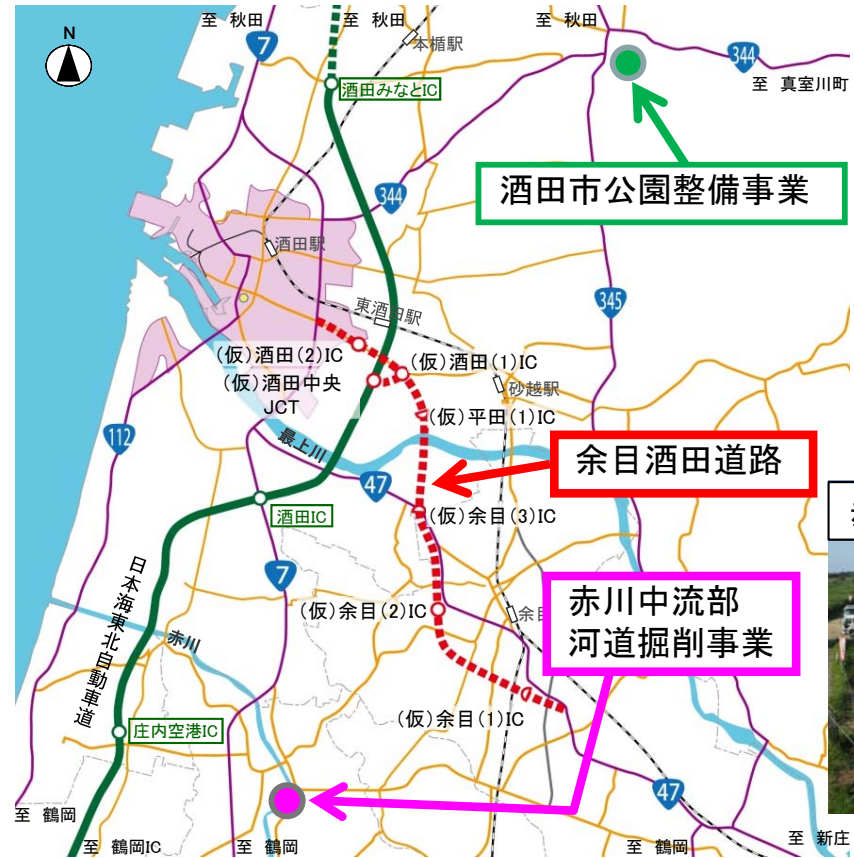 至 秋田
至 秋田
至 秋田
N
7
本楯駅
344
至 真室川町
酒田みなとIC
酒田市公園整備事業
344
酒田駅
345
東酒田駅
(仮)酒田(2)IC
(仮)酒田(1)IC
(仮)酒田中央
JCT
砂越駅
(仮)平田(1)IC
112
最上川
余目酒田道路
47
酒田IC
(仮)余目(3)IC
7
日本海東北自動車道
赤川中流部
河道掘削事業
(仮)余目(2)IC
余目
赤川
(仮)余目(1)IC
庄内空港IC
47
至 鶴岡
至 鶴岡IC
至 鶴岡
至 鶴岡
至 新庄